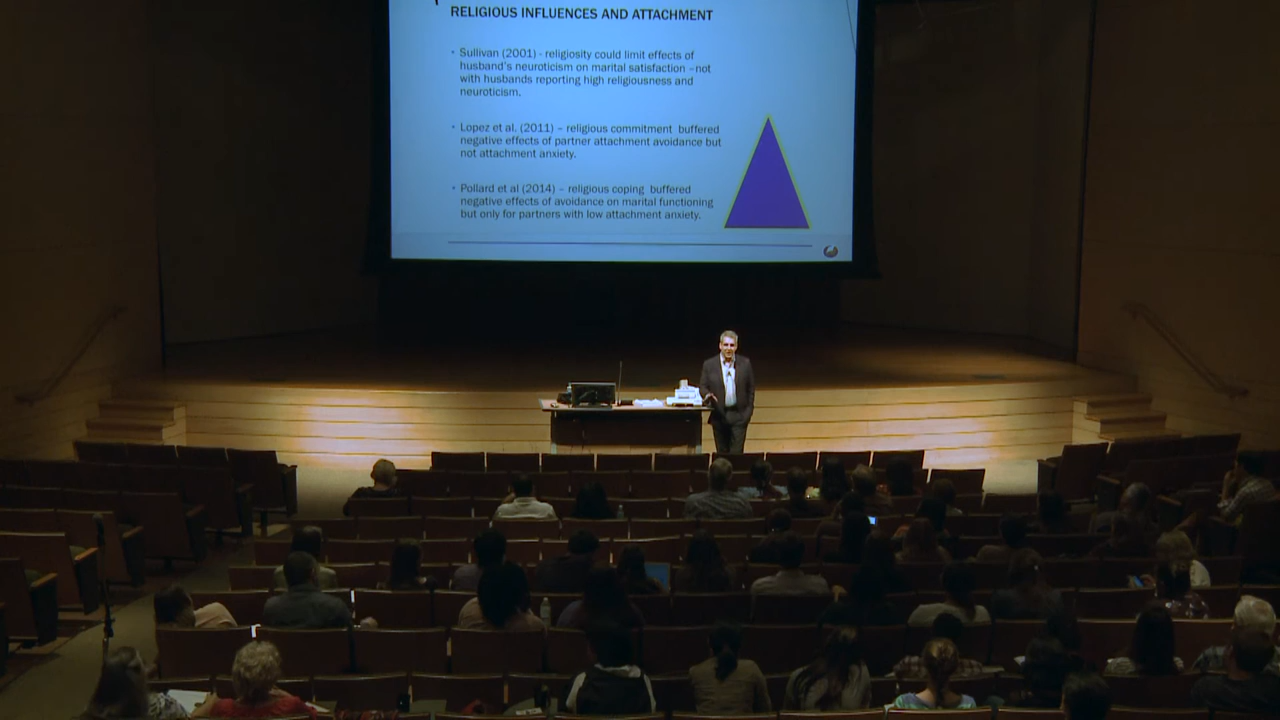 RELIGIOUS INFLUENCES AND ATTACHMENT
• Sullivan (2001) - religiosity could limit effects of
husband's neuroticism on marital satisfaction –not
with husbands reporting high religiousness and
neuroticism.
• Lopez et al. (2011) – religious commitment buffered
negative effects of partner attachment avoidance but
not attachment anxiety.
• Pollard et al (2014) – religious coping buffered
negative effects of avoidance on marital functioning
but only for partners with low attachment anxiety.